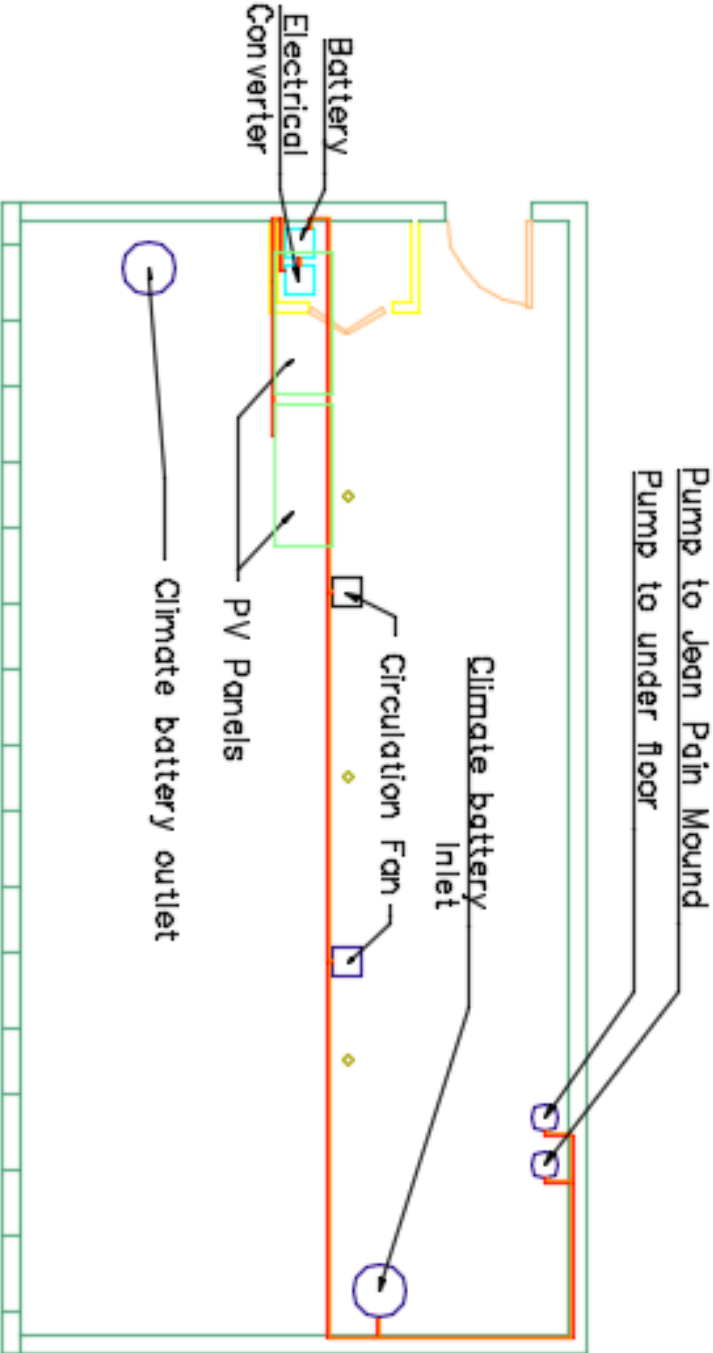 Pump to Jean Pain Mound
Pump to under floor
Battery
Electrical
Converter
Climate battery
Inlet
Circulation Fan
PV Panels
Climate battery outlet